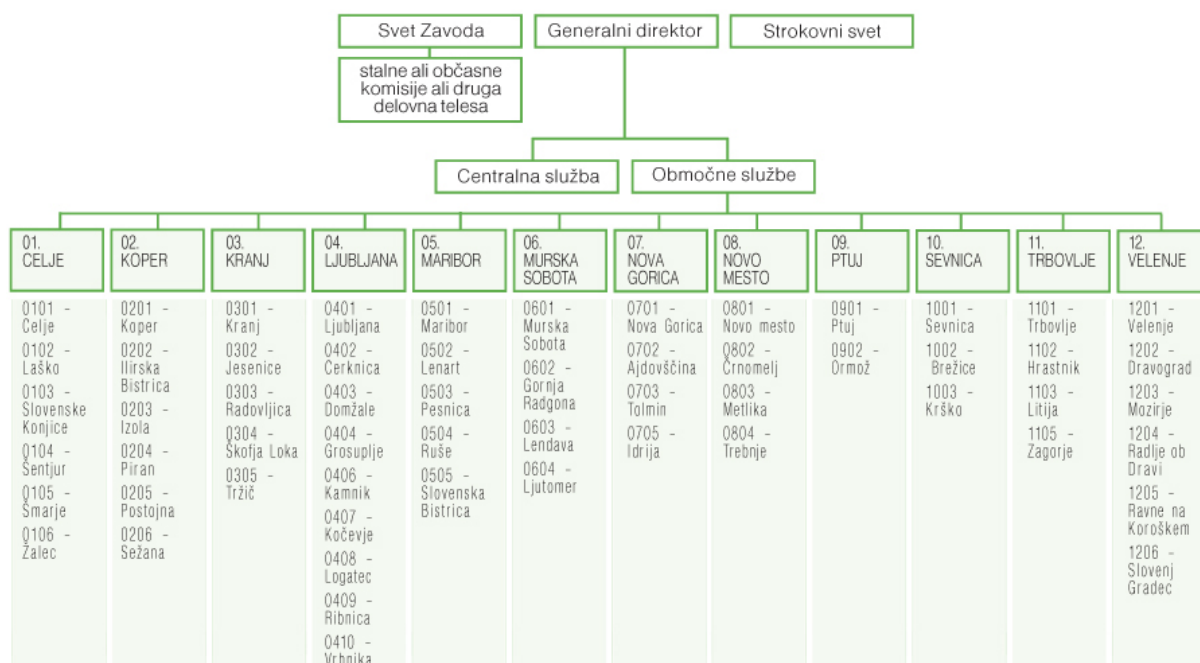 Svet Zavoda
Generalni direktor
Strokovni svet
stalne ali občasne
komisije ali druga
delovna telesa
Centralna služba
Območne službe
01.
CELJE
0101 -
Celje
0102 -
Laško
0103 -
Slovenske
Konjice
0104 -
Šentjur
0105 -
Šmarje
0106 -
Žalec
02.
KOPER
0201 -
Koper
0202 -
Ilirska
Bistrica
0203 -
Izola
0204 -
Piran
0205 -
Postojna
0206 -
Sežana
03.
KRANJ
0301 -
Kranj
0302 -
Jesenice
0303 -
Radovljica
0304 -
Škofja Loka
0305 -
Tržič
04.
LJUBLJANA
0401 -
Ljubljana
0402 -
Cerknica
0403 -
Domžale
0404 -
Grosuplje
0406 -
Kamnik
0407 -
Kočevje
0408 -
Logatec
0409 -
Ribnica
0410 -
Vrhnika
05.
MARIBOR
0501 -
Maribor
0502 -
Lenart
0503 -
Pesnica
0504 -
Ruše
0505 -
Slovenska
Bistrica
06.
MURSKA
SOBOTA
0601 -
Murska
Sobota
0602 -
Gornja
Radgona
0603 -
Lendava
0604 -
Ljutomer
07.
NOVA
GORICA
0701 -
Nova Gorica
0702 -
Ajdovščina
0703 -
Tolmin
0705 -
Idrija
08.
NOVO
MESTO
0801 -
Novo mesto
0802 -
Črnomelj
0803 -
Metlika
0804 -
Trebnje
09.
PTUJ
0901 -
Ptuj
0902 -
Ormož
10.
SEVNICA
1001 -
Sevnica
1002 -
Brežice
1003 -
Krško
11.
TRBOVLJE
1101 -
Trbovlje
1102 -
Hrastnik
1103 -
Litija
1105 -
Zagorje
12.
VELENJE
1201 -
Velenje
1202 -
Dravograd
1203 -
Mozirje
1204 -
Radlje ob
Dravi
1205 -
Ravne na
Koroškem
1206 -
Slovenj
Gradec